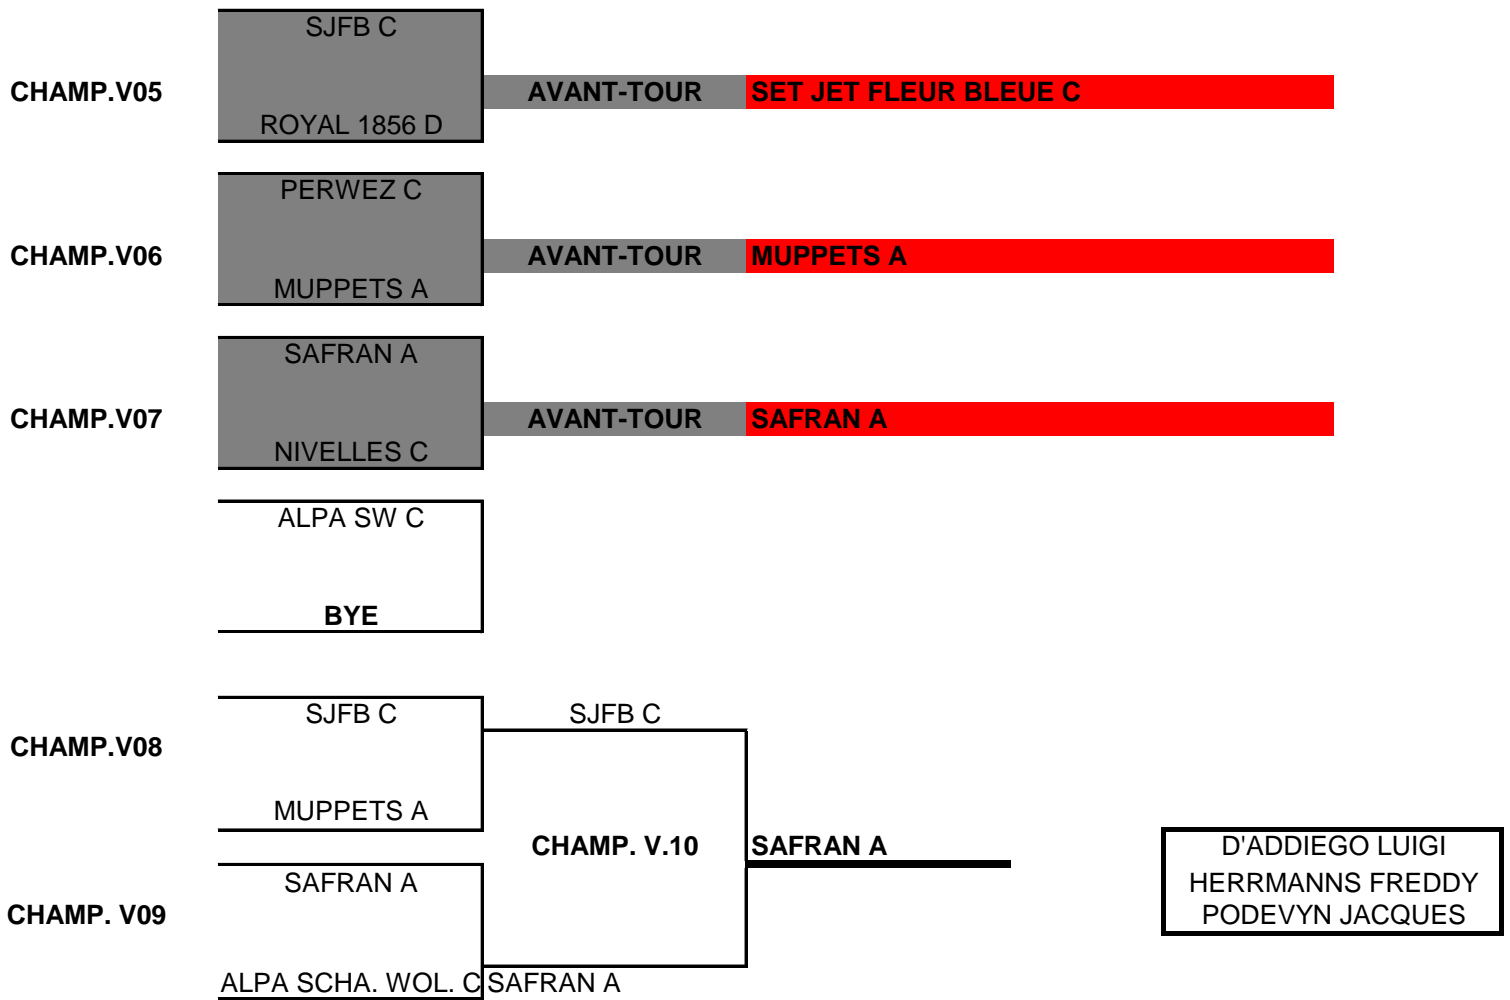 SJFB C
CHAMP.V05 AVANT-TOUR SET JET FLEUR BLEUE C
ROYAL 1856 D
PERWEZ C
CHAMP.V06 AVANT-TOUR MUPPETS A
MUPPETS A
SAFRAN A
CHAMP.V07 AVANT-TOUR SAFRAN A
NIVELLES C
ALPA SW C
BYE
SJFB C SJFB C
CHAMP.V08
MUPPETS A
CHAMP. V.10 SAFRAN A D'ADDIEGO LUIGI
SAFRAN A HERRMANNS FREDDY
CHAMP. V09 PODEVYN JACQUES
ALPA SCHA. WOL. C SAFRAN A